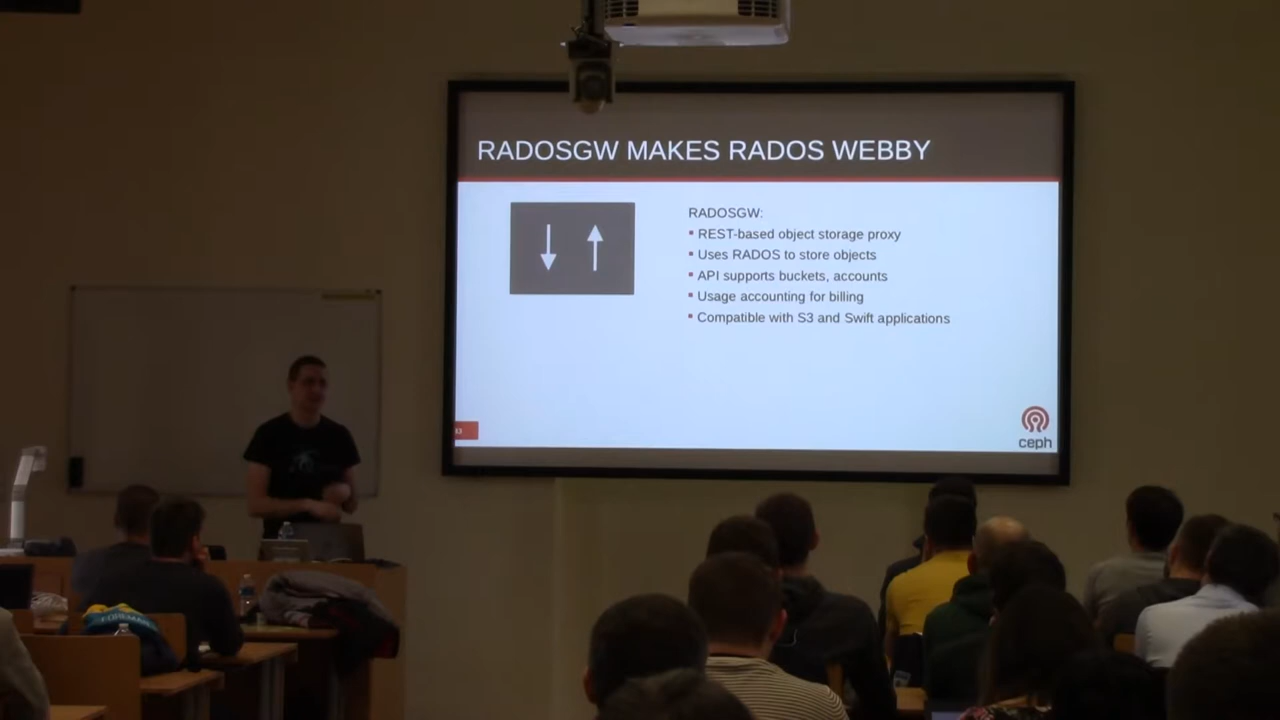 RADOSGW MAKES RADOS WEBBY
RADOSGW:
▪ REST-based object storage proxy
▪ Uses RADOS to store objects
▪ API supports buckets, accounts
▪ Usage accounting for billing
▪ Compatible with S3 and Swift applications
ceph